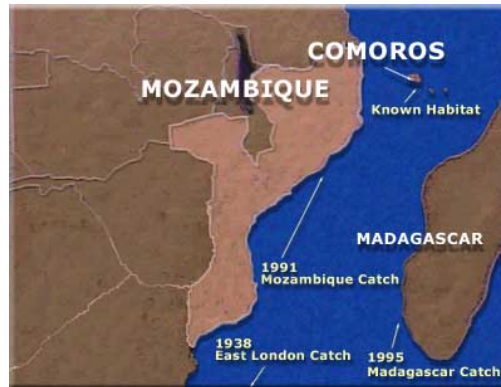 COMOROS
MOZAMBIQUE
Known Habitat
MADAGASCAR
1991
Mozambique Catch
1938
East London Catch
1995
Madagascar Catch